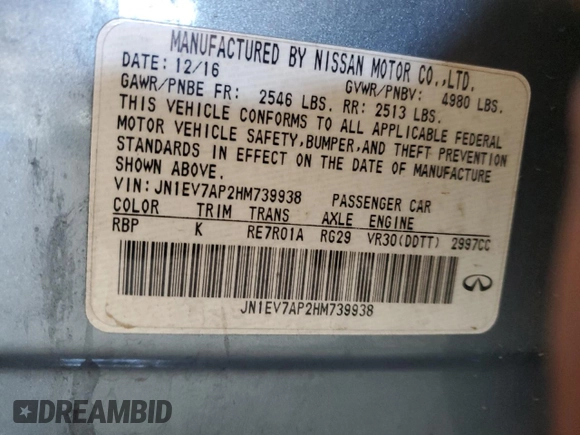 MANUFACTURED BY NISSAN MOTOR CO.,LTD.
DATE: 12/16 GVWR/PNBV: 4980 LBS.
GAWR/PNBE FR: 2546 LBS. RR: 2513 LBS.
THIS VEHICLE CONFORMS TO ALL APPLICABLE FEDERAL
MOTOR VEHICLE SAFETY,BUMPER,AND THEFT PREVENTION
STANDARDS IN EFFECT ON THE DATE OF MANUFACTURE
SHOWN ABOVE.
VIN: JN1EV7AP2HM739938 PASSENGER CAR
COLOR TRIM TRANS AXLE ENGINE
RBP K RE7R01A RG29 VR30(DDTT) 2997CC
JN1EV7AP2HM739938
DREAMBID